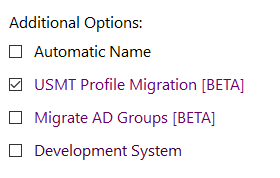 Additional Options:
Automatic Name
USMT Profile Migration [BETA]
Migrate AD Groups [BETA]
Development System